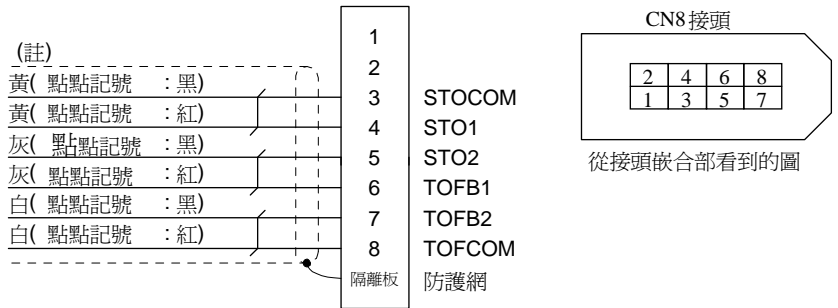 CN8接頭
(註)
黃( 點點記號 ：黑)
黃( 點點記號 ：紅)
灰( 點點記號 ：黑)
灰( 點點記號 ：紅)
白( 點點記號 ：黑)
白( 點點記號 ：紅)
1
2
3 STOCOM
4 STO1
5 STO2
6 TOFB1
7 TOFB2
8 TOFCOM
隔離板 防護網
2 4 6 8
1 3 5 7
從接頭嵌合部看到的圖